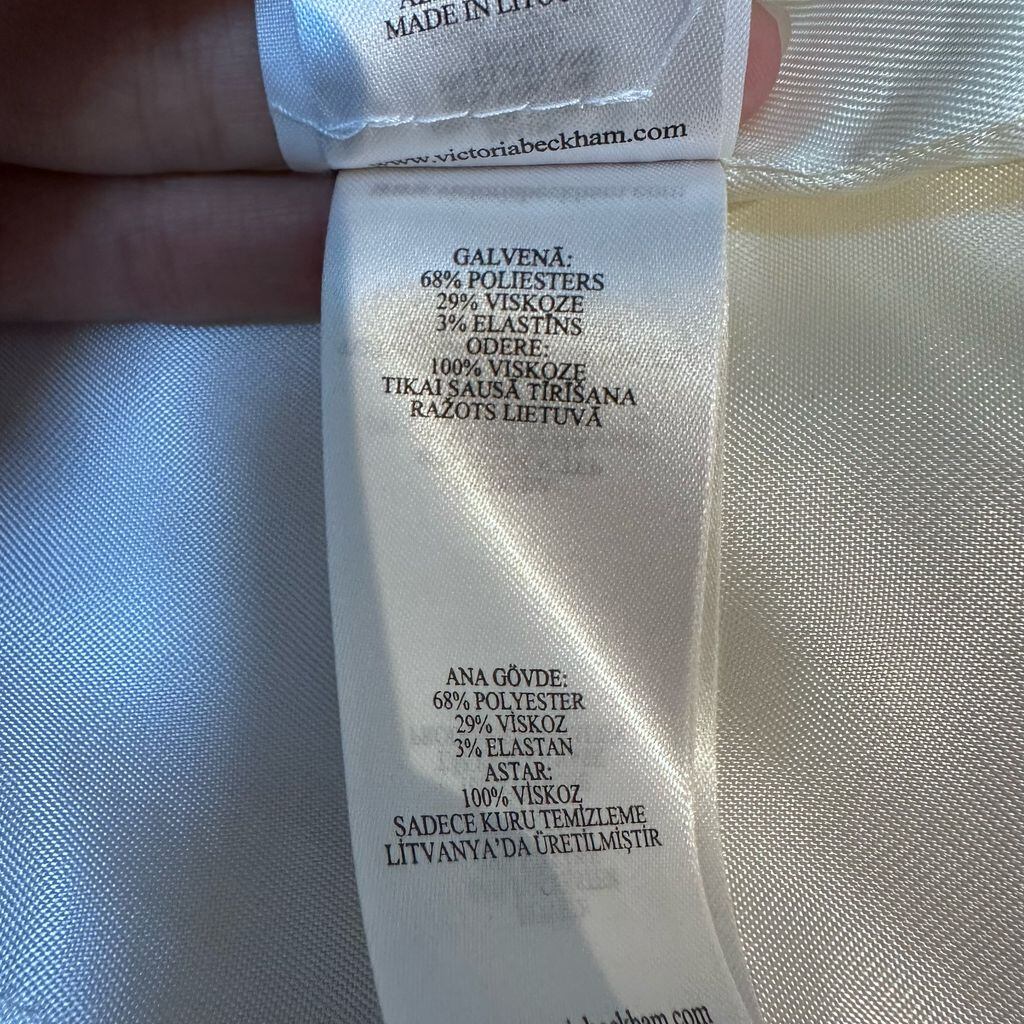 MADE IN
www.victoriabeckham.com
GALVENĀ:
68% POLIESTERS
29% VISKOZE
3% ELASTĪNS
ODERE:
100% VISKOZE
TIKAI SAUSĀ TĪRĪŠANA
RAŽOTS LIETUVĀ
ANA GÖVDE:
68% POLYESTER
29% VİSKOZ
3% ELASTAN
ASTAR:
100% VİSKOZ
SADECE KURU TEMİZLEME
LİTVANYA'DA ÜRETİLMİŞTİR